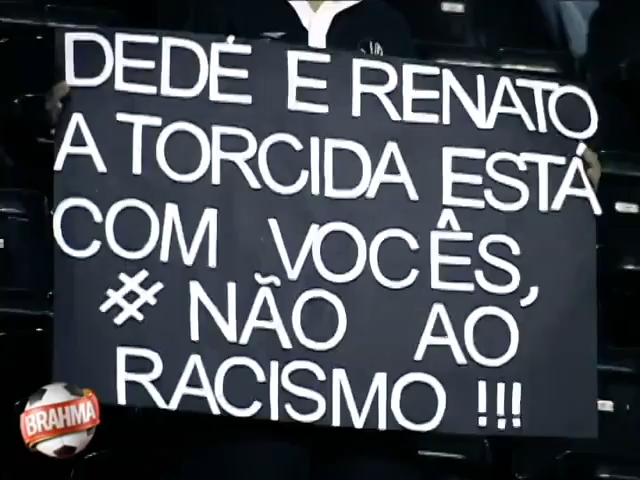 DEDÉ E RENATO
A TORCIDA ESTÁ
COM VOCÊS,
# NÃO AO
RACISMO !!!
BRAHMA